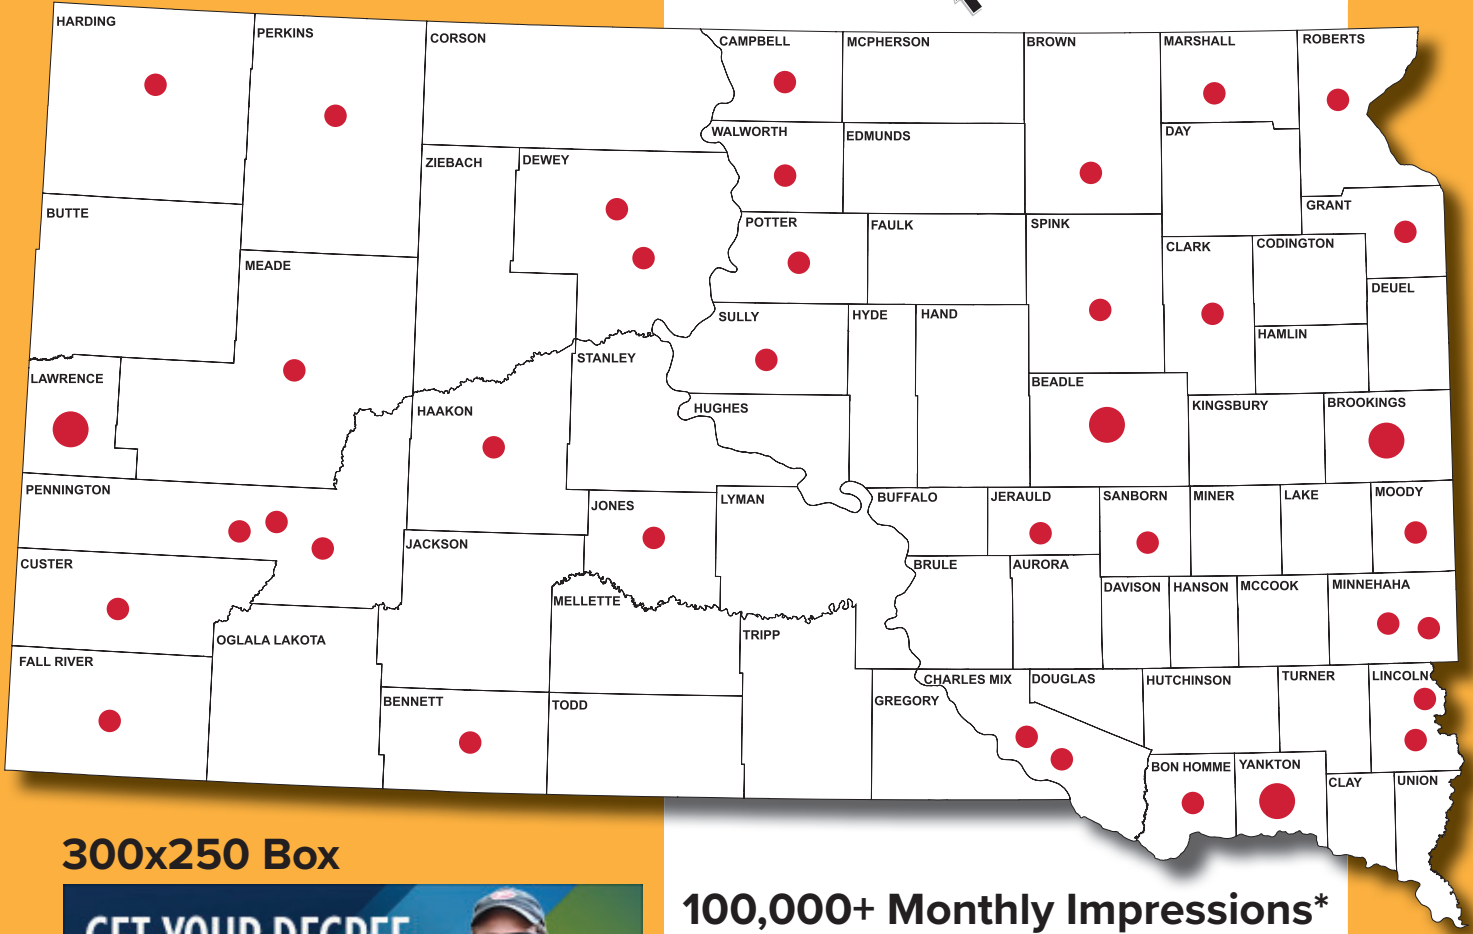 HARDING
PERKINS
CORSON
CAMPBELL
MCPHERSON
BROWN
MARSHALL
ROBERTS
WALWORTH
EDMUNDS
DAY
ZIEBACH
DEWEY
BUTTE
GRANT
POTTER
FAULK
SPINK
CLARK
CODINGTON
MEADE
DEUEL
SULLY
HYDE
HAND
HAMLIN
STANLEY
LAWRENCE
BEADLE
HAAKON
HUGHES
KINGSBURY
BROOKINGS
PENNINGTON
JONES
LYMAN
BUFFALO
JERAULD
SANBORN
MINER
LAKE
MOODY
JACKSON
CUSTER
BRULE
AURORA
DAVISON
HANSON
MCCOOK
MINNEHAHA
MELLETTE
OGLALA LAKOTA
TRIPP
FALL RIVER
CHARLES MIX
DOUGLAS
HUTCHINSON
TURNER
LINCOLN
BENNETT
TODD
GREGORY
BON HOMME
YANKTON
CLAY
UNION
300x250 Box
GET YOUR DEGREE
100,000+ Monthly Impressions*